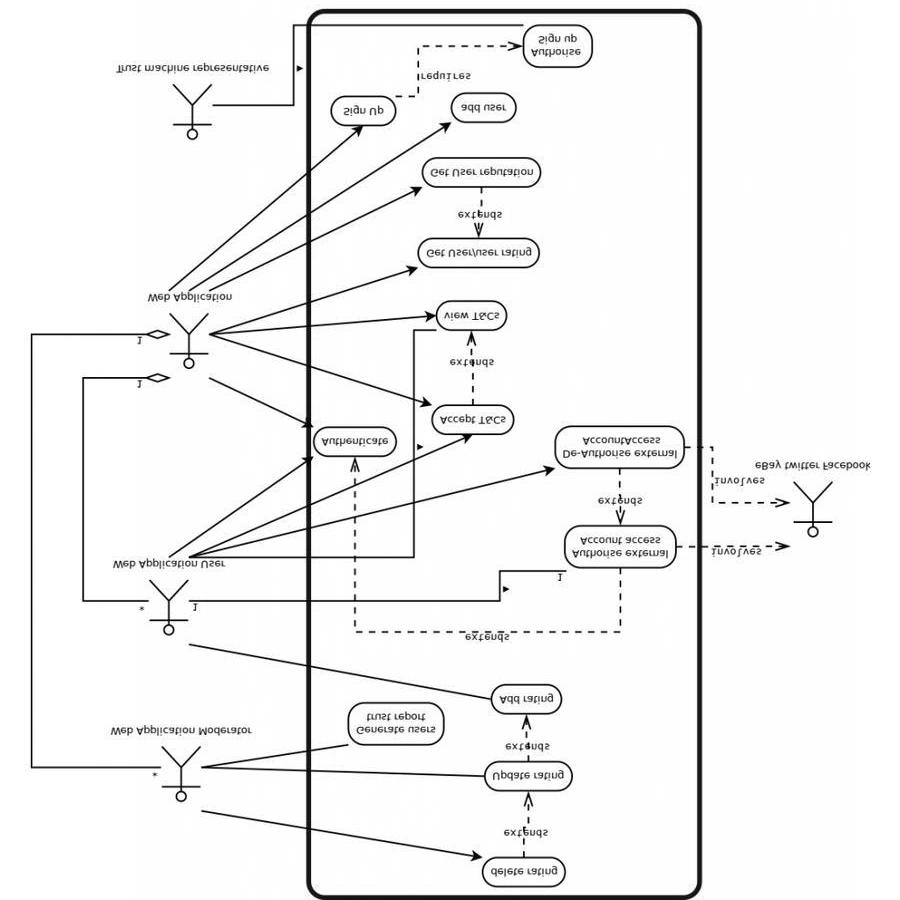 Authorise
Sign up
Trust machine representative
requires
Sign Up
add user
Get User reputation
extends
Get User/user rating
Web Application
view T&Cs
1
extends
1
Accept T&Cs
Authenticate
De-Authorise external
AccountAccess
eBay twitter Facebook
involves
extends
Authorise external
Account access
involves
Web Application User
1
*
1
extends
Add rating
Generate users
trust report
Web Application Moderator
extends
*
Update rating
extends
delete rating